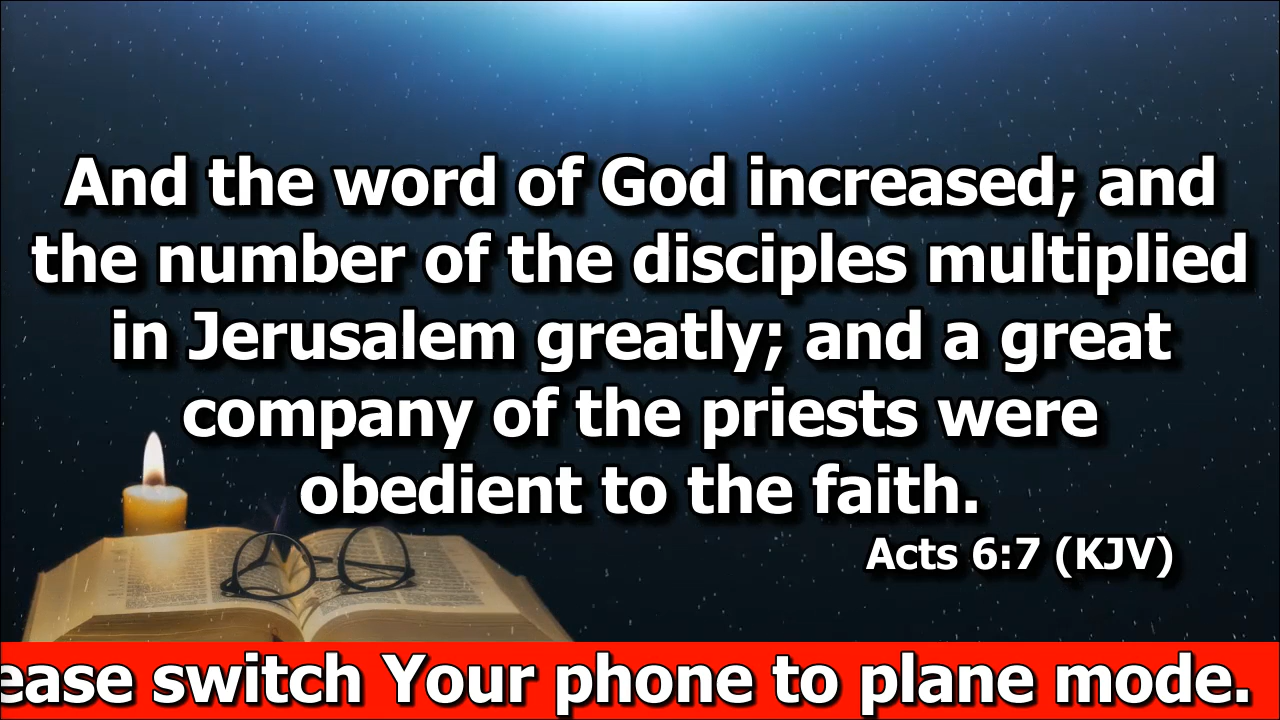 And the word of God increased; and
the number of the disciples multiplied
in Jerusalem greatly; and a great
company of the priests were
obedient to the faith.
Acts 6:7 (KJV)
ease switch Your phone to plane mode.